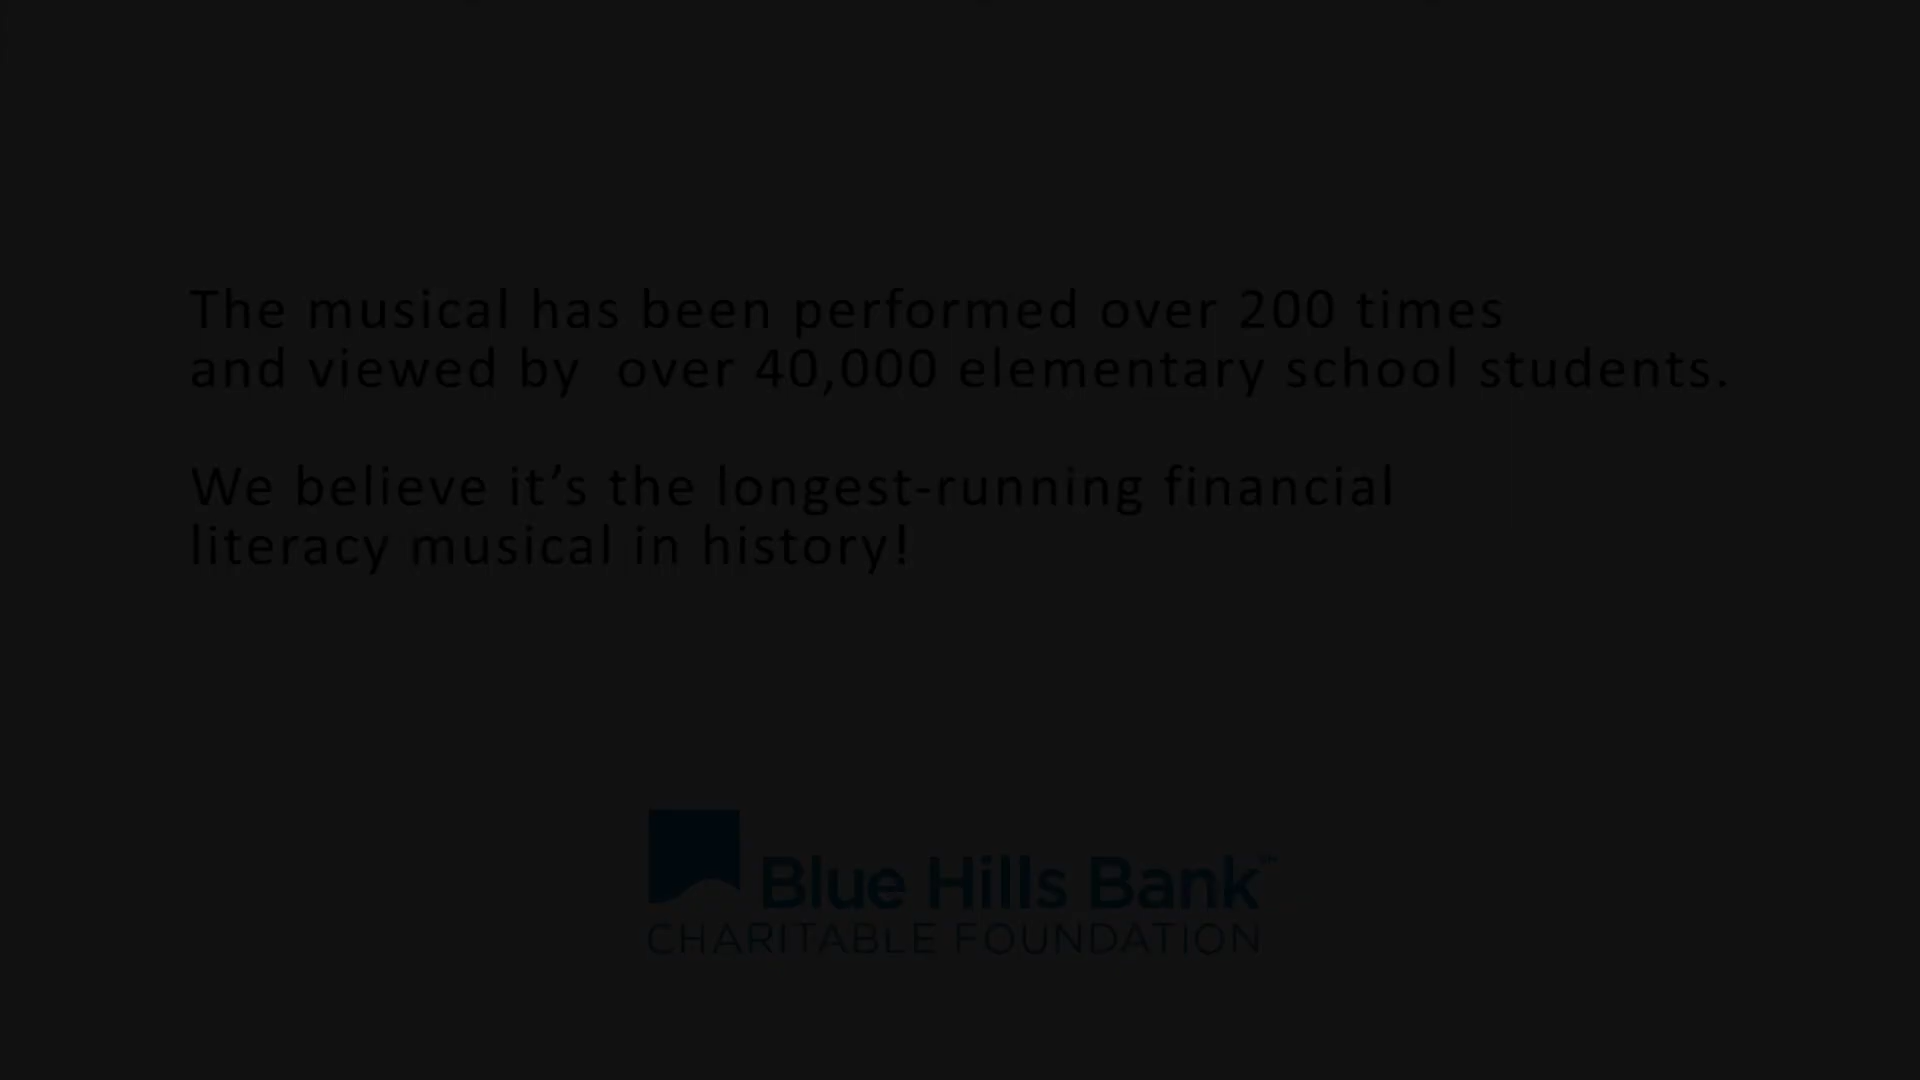 The musical has been performed over 200 times
and viewed by  over 40,000 elementary school students.
We believe it’s the longest-running financial
literacy musical in history!
Blue Hills Bank℠
CHARITABLE FOUNDATION